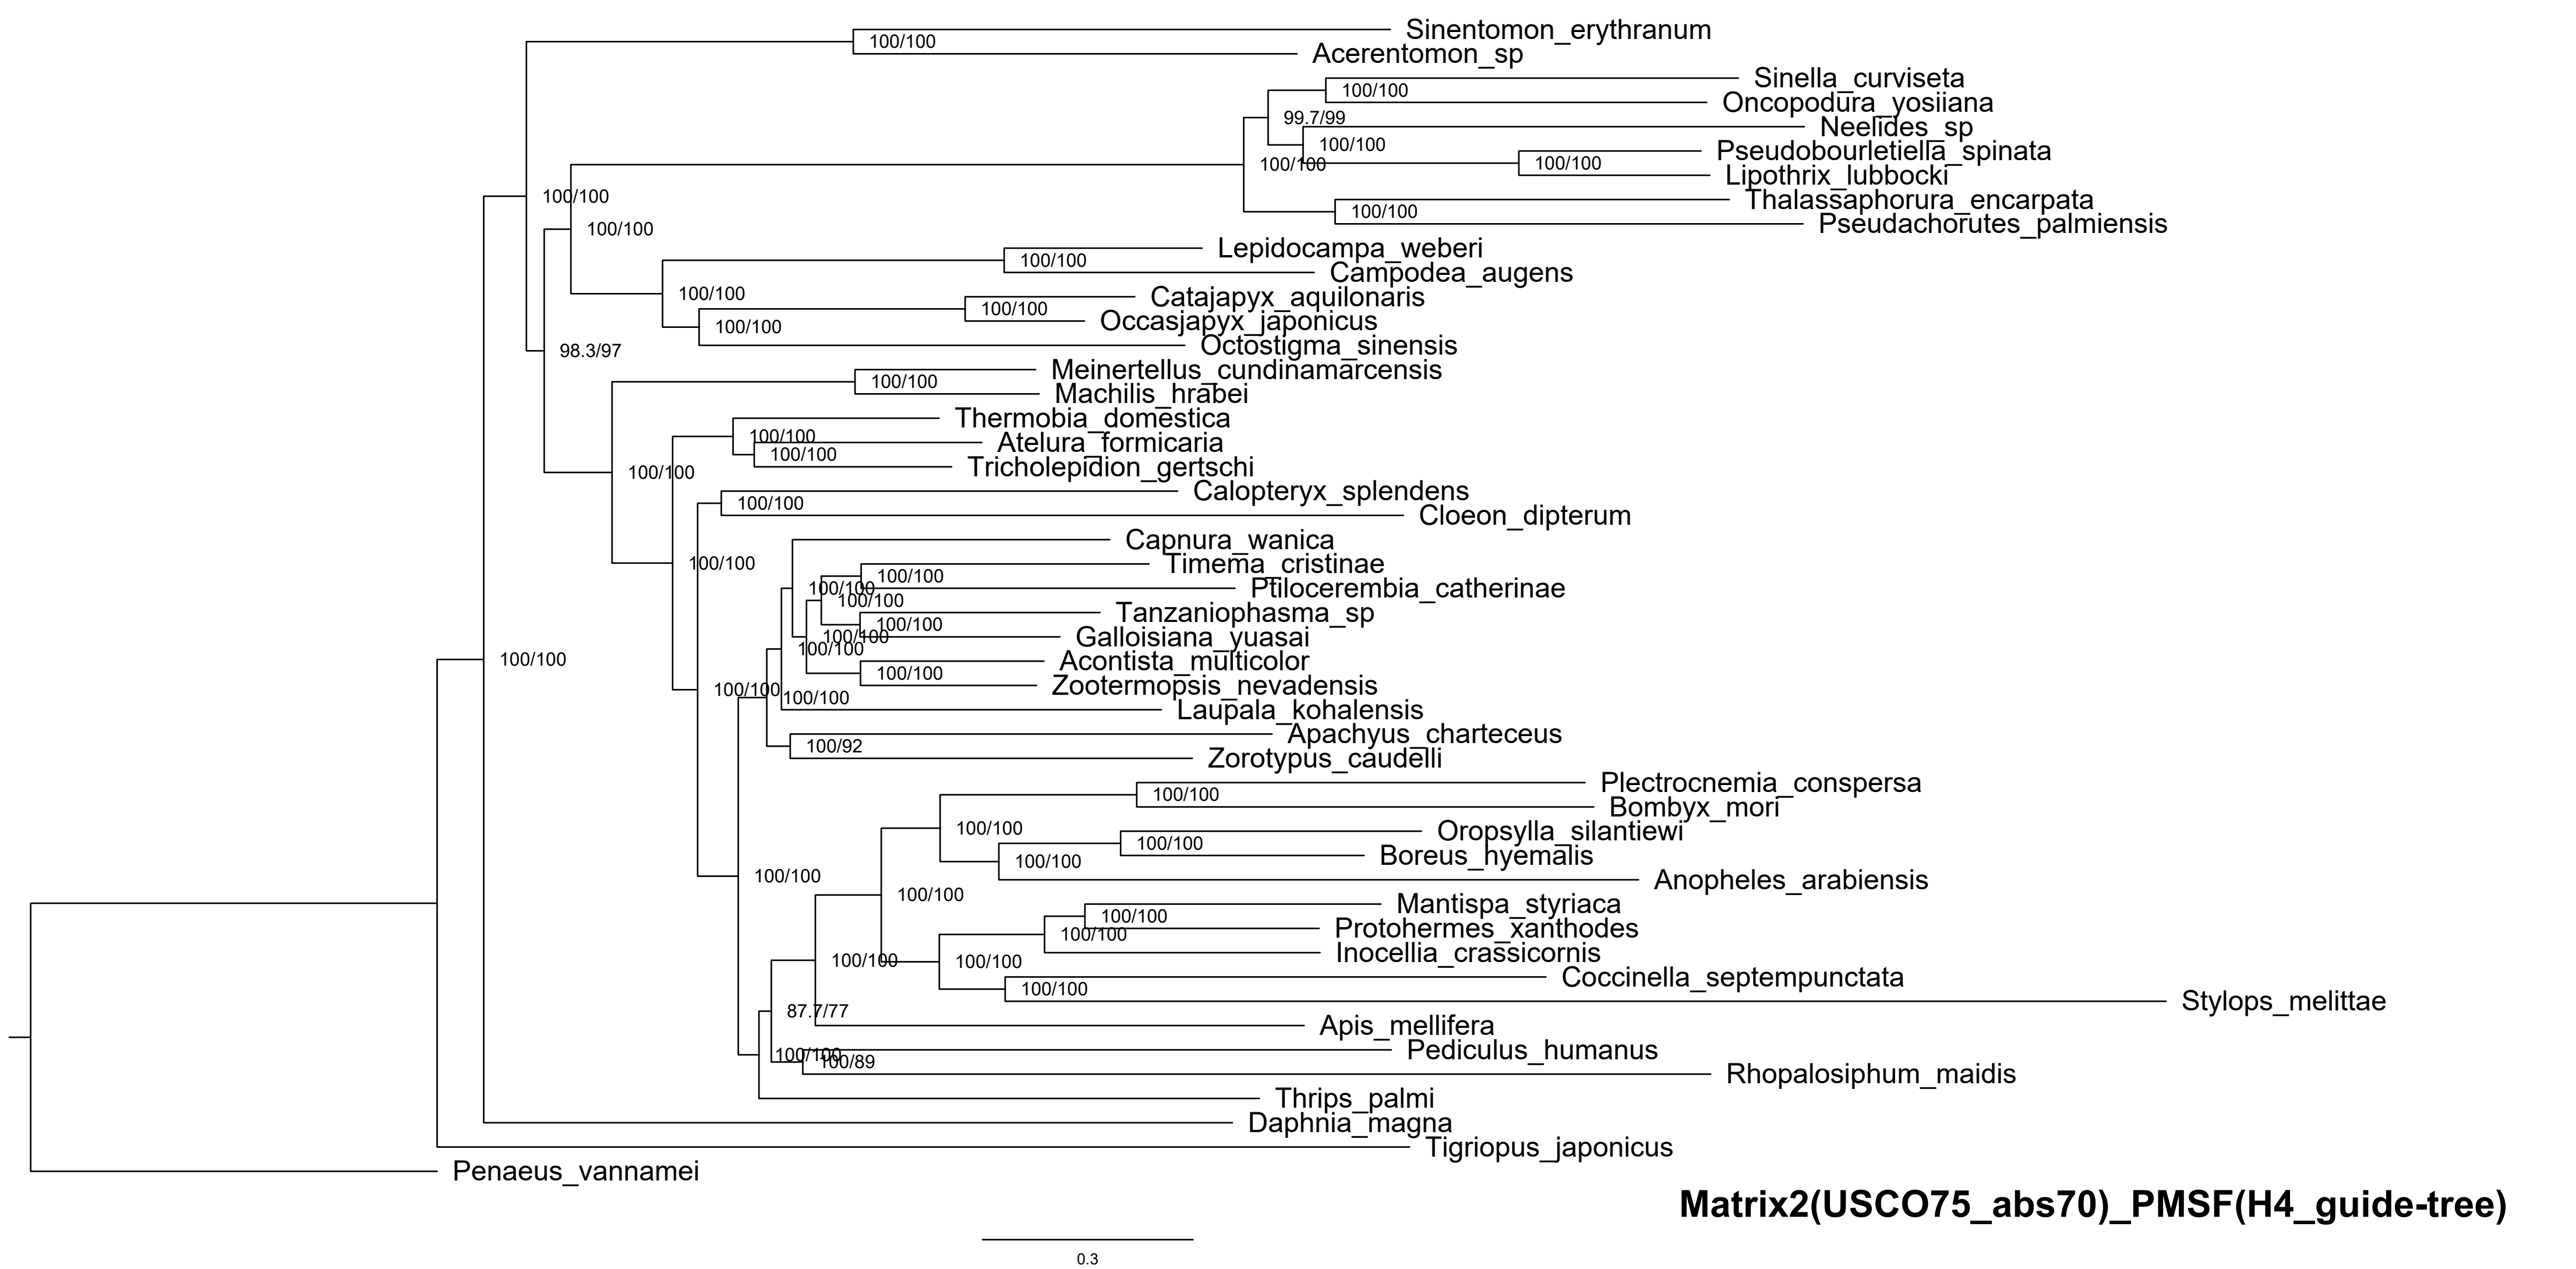 Sinentomon_erythranum
100/100
Acerentomon_sp
Sinella_curviseta
100/100
Oncopodura_yosiiana
99.7/99
Neelides_sp
100/100
Pseudobourletiella_spinata
100/100
100/100
Lipothrix_lubbocki
100/100
Thalassaphorura_encarpata
100/100
Pseudachorutes_palmiensis
100/100
Lepidocampa_weberi
100/100
Campodea_augens
100/100
Catajapyx_aquilonaris
100/100
Occasjapyx_japonicus
100/100
Octostigma_sinensis
98.3/97
Meinertellus_cundinamarcensis
100/100
Machilis_hrabei
Thermobia_domestica
100/100
Atelura_formicaria
100/100
Tricholepidion_gertschi
100/100
Calopteryx_splendens
100/100
Cloeon_dipterum
Capnura_wanica
100/100
Timema_cristinae
100/100
100/100
Ptilocerembia_catherinae
100/100
Tanzaniophasma_sp
100/100
100/100
Galloisiana_yuasai
100/100
Acontista_multicolor
100/100
100/100
Zootermopsis_nevadensis
100/100
100/100
Laupala_kohalensis
Apachyus_charteceus
100/92
Zorotypus_caudelli
Plectrocnemia_conspersa
100/100
Bombyx_mori
100/100
Oropsylla_silantiewi
100/100
Boreus_hyemalis
100/100
100/100
Anopheles_arabiensis
100/100
Mantispa_styriaca
100/100
Protohermes_xanthodes
100/100
Inocellia_crassicornis
100/100
100/100
Coccinella_septempunctata
100/100
Stylops_melittae
87.7/77
Apis_mellifera
Pediculus_humanus
100/100
100/89
Rhopalosiphum_maidis
Thrips_palmi
Daphnia_magna
Tigriopus_japonicus
Penaeus_vannamei
Matrix2(USCO75_abs70)_PMSF(H4_guide-tree)
0.3